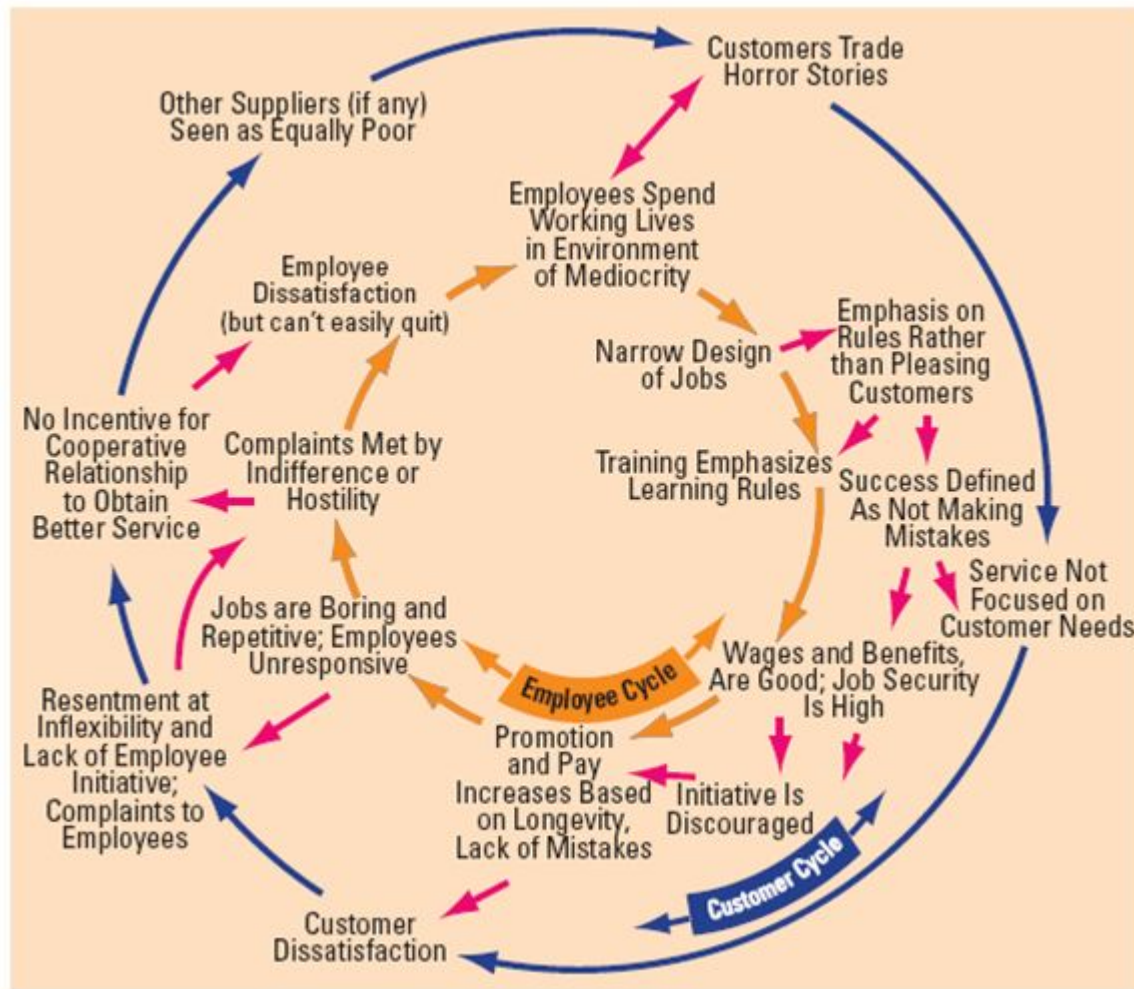 Customers Trade
Horror Stories
Other Suppliers (if any)
Seen as Equally Poor
Employees Spend
Working Lives
in Environment
of Mediocrity
Employee
Dissatisfaction
(but can't easily quit)
Emphasis on
Rules Rather
than Pleasing
Customers
Narrow Design
of Jobs
No Incentive for
Cooperative
Relationship
to Obtain
Better Service
Complaints Met by
Indifference or
Hostility
Training Emphasizes
Learning Rules
Success Defined
As Not Making
Mistakes
Service Not
Focused on
Customer Needs
Jobs are Boring and
Repetitive; Employees
Unresponsive
Employee Cycle
Wages and Benefits,
Are Good; Job Security
Is High
Resentment at
Inflexibility and
Lack of Employee
Initiative;
Complaints to
Employees
Promotion
and Pay
Increases Based
on Longevity,
Lack of Mistakes
Initiative Is
Discouraged
Customer Cycle
Customer
Dissatisfaction